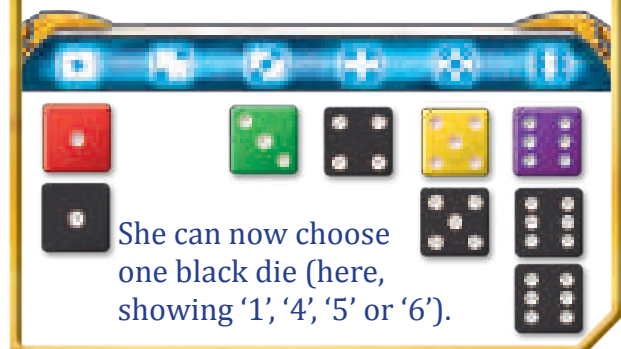 She can now choose
one black die (here,
showing ‘1’, ‘4’, ‘5’ or ‘6’).